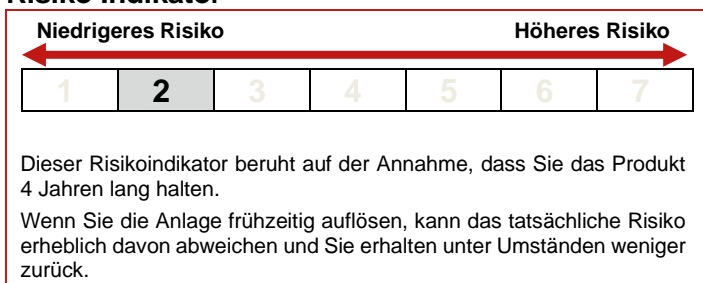 Risiko-Indikator
Niedrigeres Risiko Höheres Risiko
1 2 3 4 5 6 7
Dieser Risikoindikator beruht auf der Annahme, dass Sie das Produkt
4 Jahren lang halten.
Wenn Sie die Anlage frühzeitig auflösen, kann das tatsächliche Risiko
erheblich davon abweichen und Sie erhalten unter Umständen weniger
zurück.